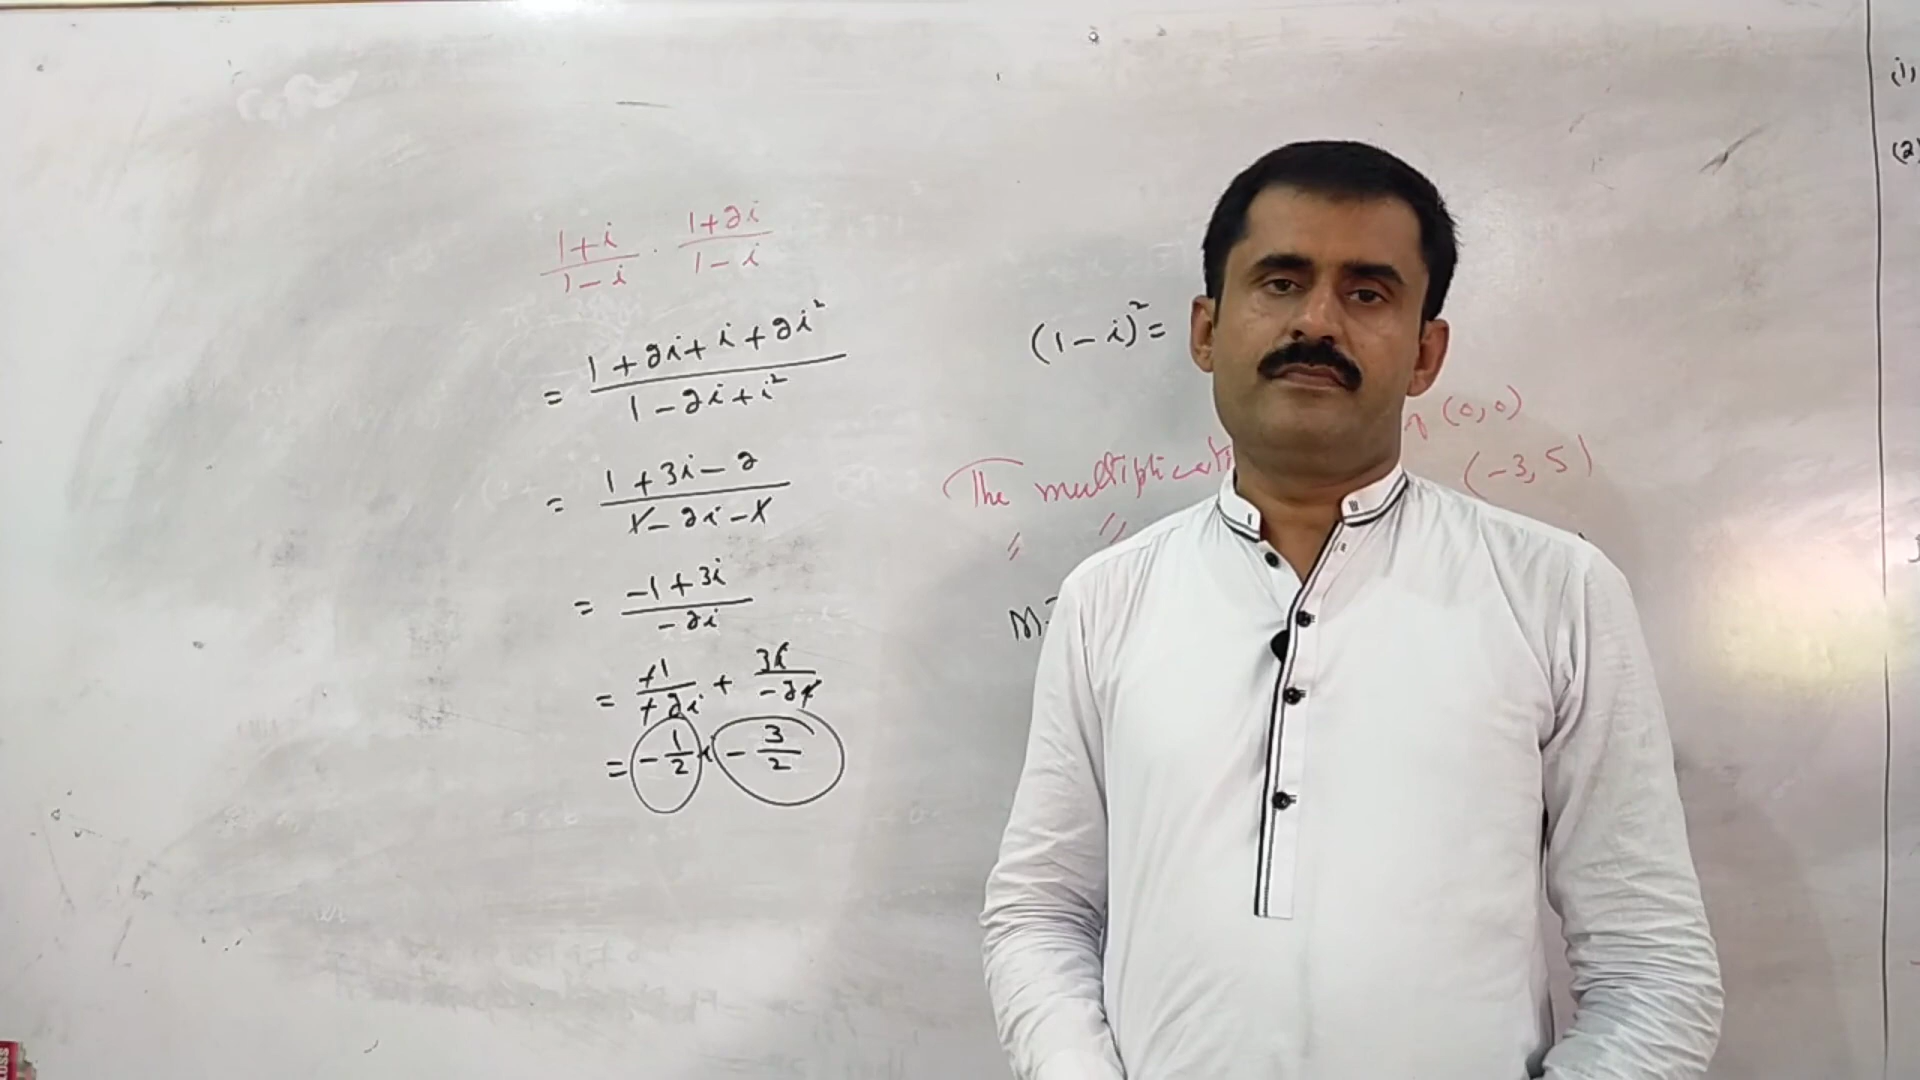 1+i/1-i · 1+2i/1-i
= 1+2i+i+2i²/1-2i+i²
= 1+3i-2/1-2i-1
= -1+3i/-2i
= +1/+2i + 3i/-2i
= -1/2 i - 3/2
(1-i)²=
(0,0)
The
(-3,5)
〃 〃
M
(1)
(2)